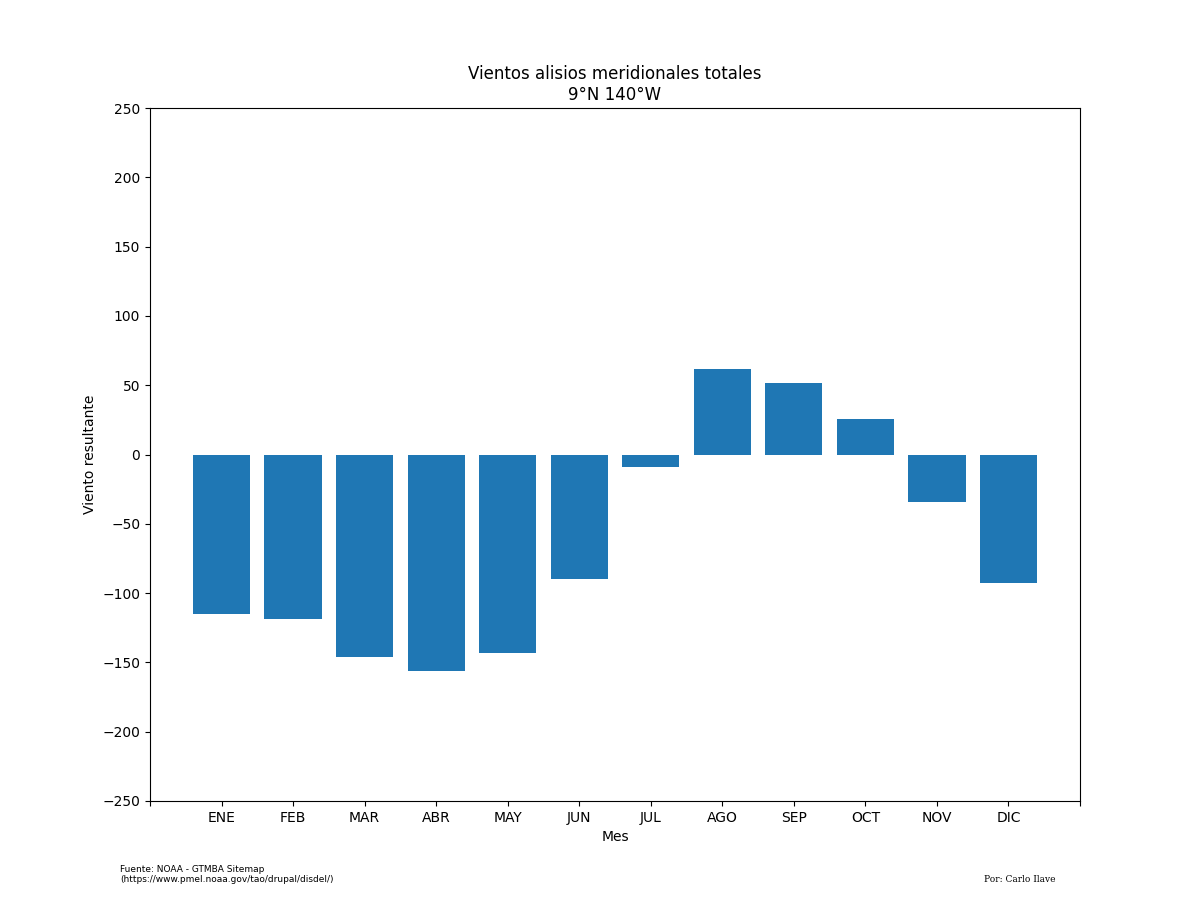 Vientos alisios meridionales totales
9°N 140°W
250
200
150
100
50
0
−50
−100
−150
−200
−250
Viento resultante
ENE FEB MAR ABR MAY JUN JUL AGO SEP OCT NOV DIC
Mes
Fuente: NOAA - GTMBA Sitemap
(https://www.pmel.noaa.gov/tao/drupal/disdel/)
Por: Carlo Ilave